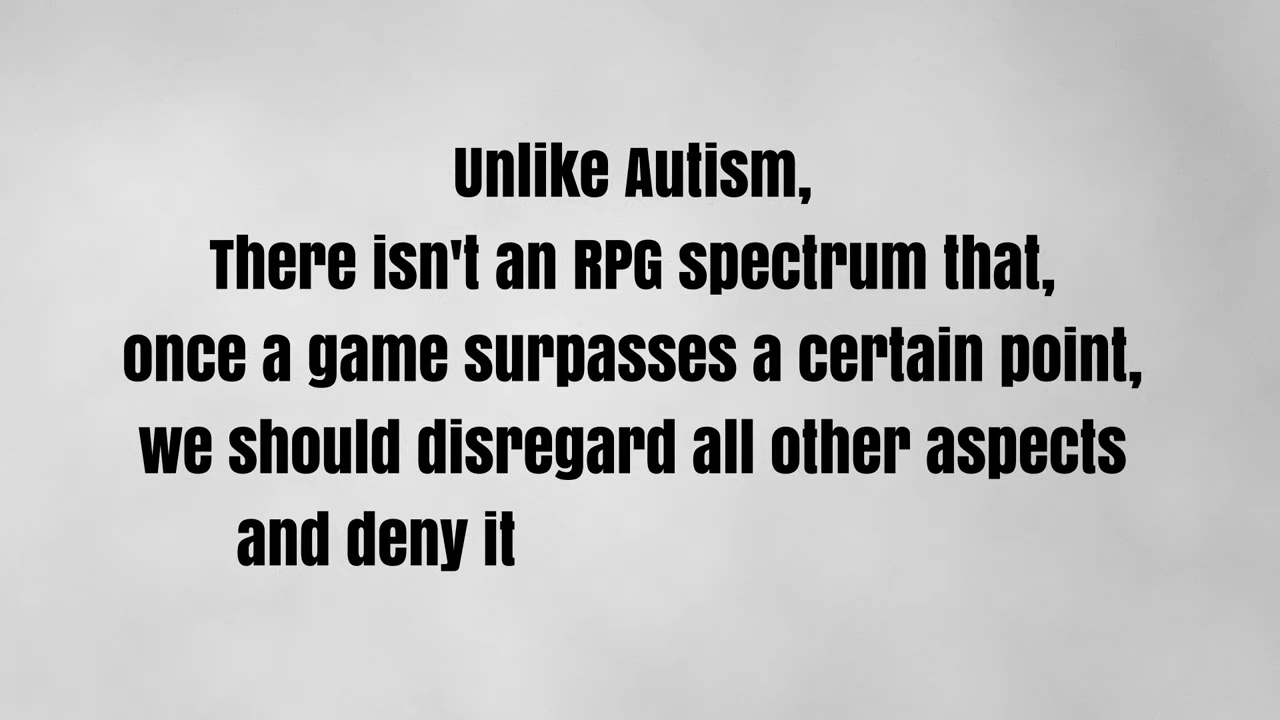 Unlike Autism,
There isn't an RPG spectrum that,
once a game surpasses a certain point,
we should disregard all other aspects
and deny it